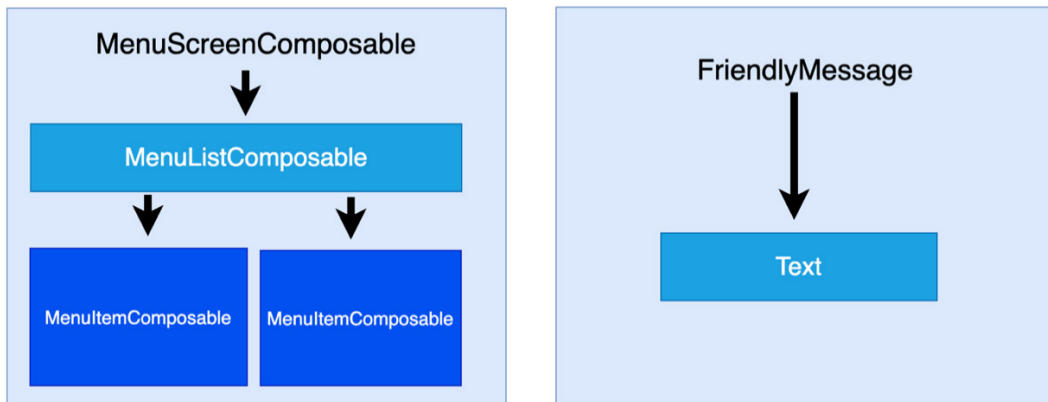 MenuScreenComposable
MenuListComposable
MenuItemComposable
MenuItemComposable
FriendlyMessage
Text